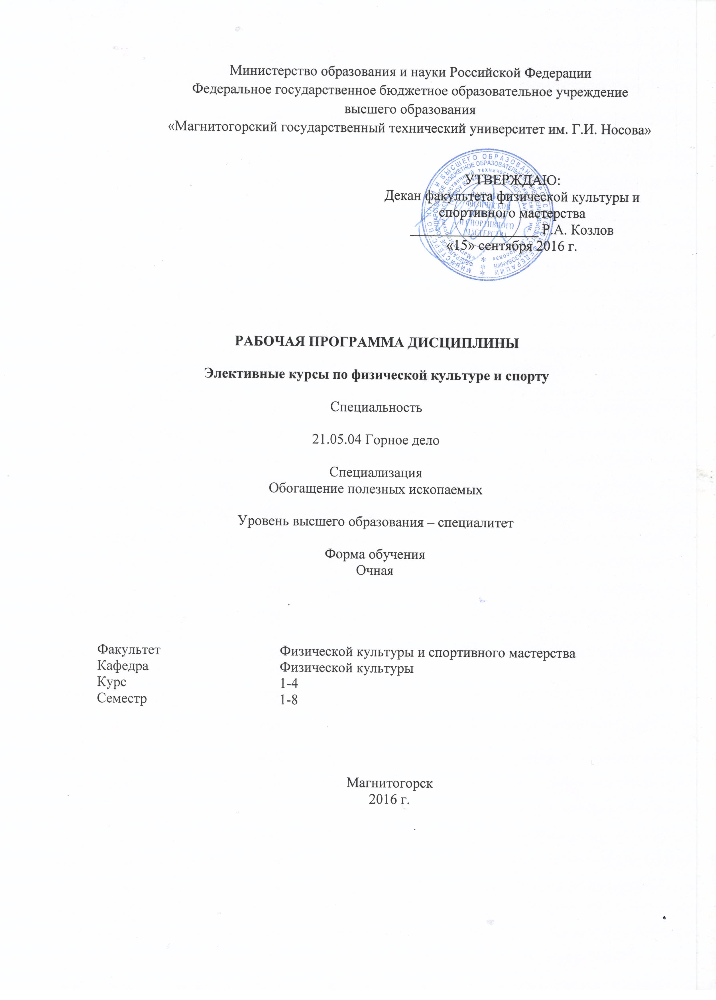 Министерство образования и науки Российской Федерации
Федеральное государственное бюджетное образовательное учреждение
высшего образования
«Магнитогорский государственный технический университет им. Г.И. Носова»
УТВЕРЖДАЮ:
Декан факультета физической культуры и
спортивного мастерства
Р.А. Козлов
«15» сентября 2016 г.
ФИЗИЧЕСКОЙ
И СПОРТИВНОГО
МАСТЕРСТВА
РАБОЧАЯ ПРОГРАММА ДИСЦИПЛИНЫ
Элективные курсы по физической культуре и спорту
Специальность
21.05.04 Горное дело
Специализация
Обогащение полезных ископаемых
Уровень высшего образования – специалитет
Форма обучения
Очная
Факультет Физической культуры и спортивного мастерства
Кафедра Физической культуры
Курс 1-4
Семестр 1-8
Магнитогорск
2016 г.